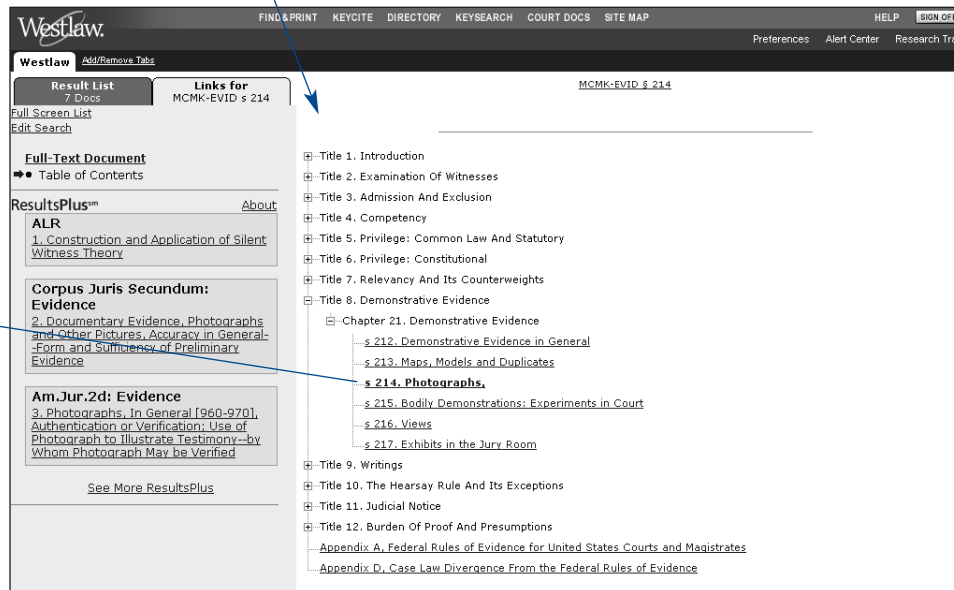 Westlaw.
FIND&PRINT KEYCITE DIRECTORY KEYSEARCH COURT DOCS SITE MAP
HELP SIGN OFF
Preferences Alert Center Research Tra
Westlaw Add/Remove Tabs
Result List
7 Docs
Links for
MCMK-EVID s 214
Full Screen List
Edit Search
Full-Text Document
Table of Contents
ResultsPlus℠ About
ALR
1. Construction and Application of Silent
Witness Theory
Corpus Juris Secundum:
Evidence
2. Documentary Evidence, Photographs
and Other Pictures, Accuracy in General-
-Form and Sufficiency of Preliminary
Evidence
Am.Jur.2d: Evidence
3. Photographs, In General [960-970],
Authentication or Verification; Use of
Photograph to Illustrate Testimony--by
Whom Photograph May be Verified
See More ResultsPlus
MCMK-EVID § 214
Title 1. Introduction
Title 2. Examination Of Witnesses
Title 3. Admission And Exclusion
Title 4. Competency
Title 5. Privilege: Common Law And Statutory
Title 6. Privilege: Constitutional
Title 7. Relevancy And Its Counterweights
Title 8. Demonstrative Evidence
Chapter 21. Demonstrative Evidence
s 212. Demonstrative Evidence in General
s 213. Maps, Models and Duplicates
s 214. Photographs,
s 215. Bodily Demonstrations: Experiments in Court
s 216. Views
s 217. Exhibits in the Jury Room
Title 9. Writings
Title 10. The Hearsay Rule And Its Exceptions
Title 11. Judicial Notice
Title 12. Burden Of Proof And Presumptions
Appendix A, Federal Rules of Evidence for United States Courts and Magistrates
Appendix D, Case Law Divergence From the Federal Rules of Evidence